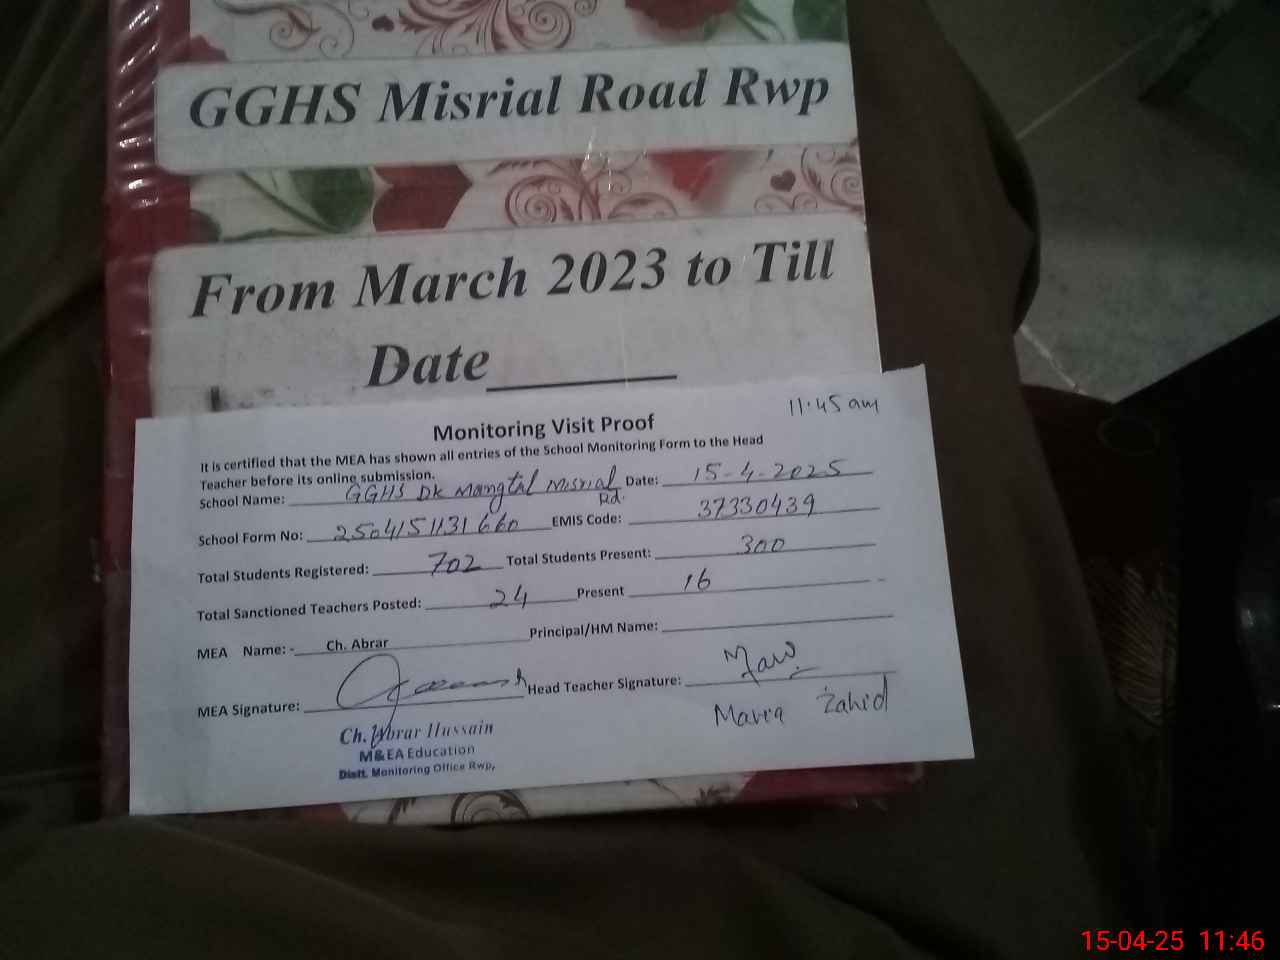 GGHS Misrial Road Rwp
From March 2023 to Till
Date_______
11:45 am
Monitoring Visit Proof
It is certified that the MEA has shown all entries of the School Monitoring Form to the Head
Teacher before its online submission.
School Name: GGHS DK Mangtal Misrial Rd. Date: 15-4-2025
School Form No: 2504151131660 EMIS Code: 37330439
Total Students Registered: 702 Total Students Present: 300
Total Sanctioned Teachers Posted: 24 Present 16
MEA Name: - Ch. Abrar Principal/HM Name:
MEA Signature: Head Teacher Signature:
Zahid
Ch. Abrar Hussain
M&EA Education
Distt. Monitoring Office Rwp,
15-04-25 11:46